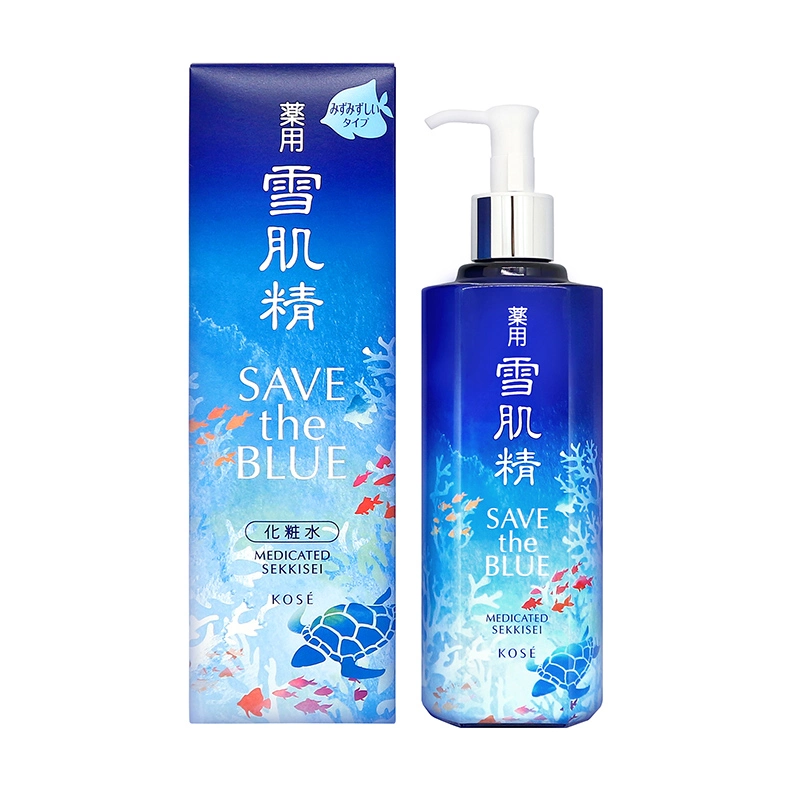 みずみずしい
タイプ
薬用
雪肌精
SAVE
the
BLUE
化粧水
MEDICATED
SEKKISEI
KOSÉ
薬用
雪肌精
SAVE
the
BLUE
MEDICATED
SEKKISEI
KOSÉ